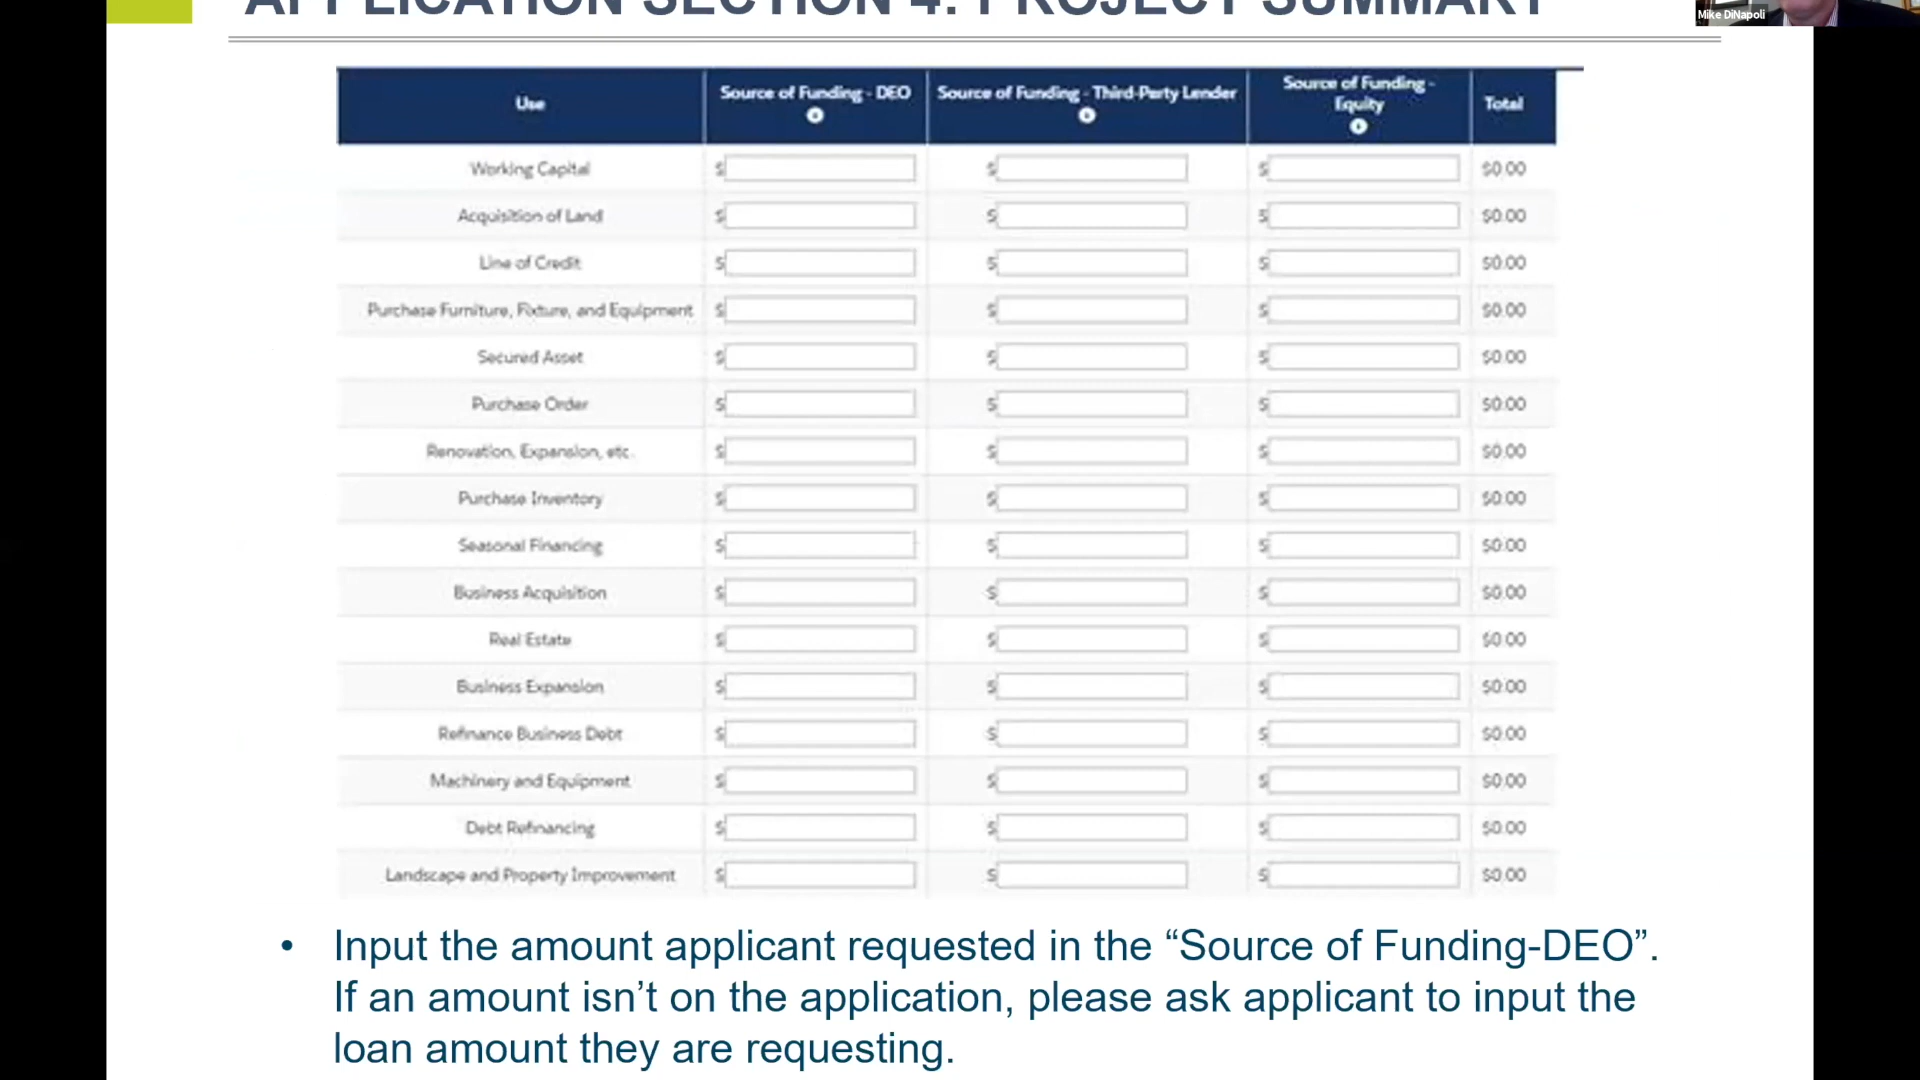 APPLICATION SECTION 4: PROJECT SUMMARY
Mike DiNapoli
Use
Source of Funding - DEO
Source of Funding - Third-Party Lender
Source of Funding -
Equity
Total
Working Capital $ $ $ $0.00
Acquisition of Land $ $ $ $0.00
Line of Credit $ $ $ $0.00
Purchase Furniture, Fixture, and Equipment $ $ $ $0.00
Secured Asset $ $ $ $0.00
Purchase Order $ $ $ $0.00
Renovation, Expansion, etc. $ $ $ $0.00
Purchase Inventory $ $ $ $0.00
Seasonal Financing $ $ $ $0.00
Business Acquisition $ $ $ $0.00
Real Estate $ $ $ $0.00
Business Expansion $ $ $ $0.00
Refinance Business Debt $ $ $ $0.00
Machinery and Equipment $ $ $ $0.00
Debt Refinancing $ $ $ $0.00
Landscape and Property Improvement $ $ $ $0.00
• Input the amount applicant requested in the “Source of Funding-DEO”.
If an amount isn’t on the application, please ask applicant to input the
loan amount they are requesting.